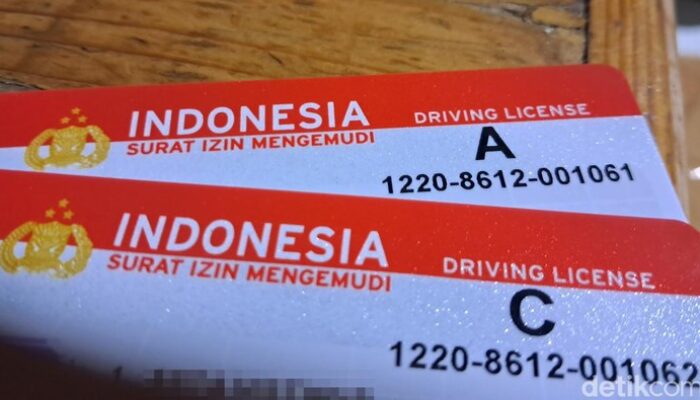 INDONESIA
SURAT IZIN MENGEMUDI
DRIVING LICENSE
A
1220-8612-001061
INDONESIA
SURAT IZIN MENGEMUDI
DRIVING LICENSE
C
1220-8612-001062
detikcom